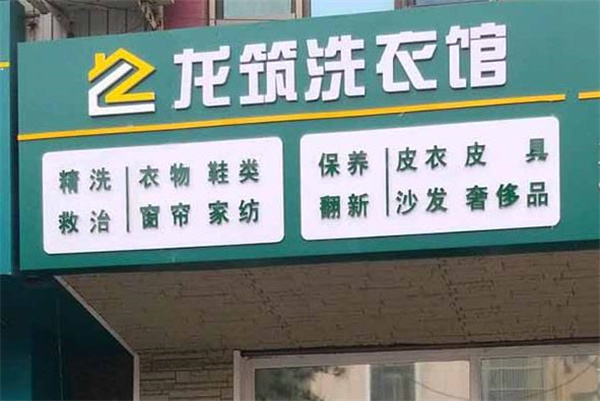 龙筑洗衣馆
精洗 衣物 鞋类
救治 窗帘 家纺
保养 皮衣 皮具
翻新 沙发 奢侈品